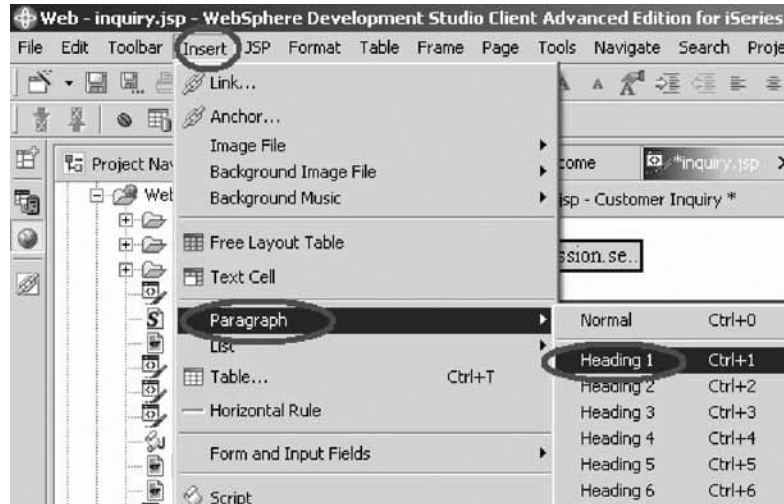 Web - inquiry.jsp - WebSphere Development Studio Client Advanced Edition for iSeries
File Edit Toolbar Insert JSP Format Table Frame Page Tools Navigate Search Proje
Link...
Anchor...
Image File
Background Image File
Background Music
Free Layout Table
Text Cell
Paragraph
List
Table... Ctrl+T
Horizontal Rule
Form and Input Fields
Script
Project Nav
Wel
come
*inquiry.jsp
jsp - Customer Inquiry *
ssion.se..
Normal Ctrl+0
Heading 1 Ctrl+1
Heading 2 Ctrl+2
Heading 3 Ctrl+3
Heading 4 Ctrl+4
Heading 5 Ctrl+5
Heading 6 Ctrl+6